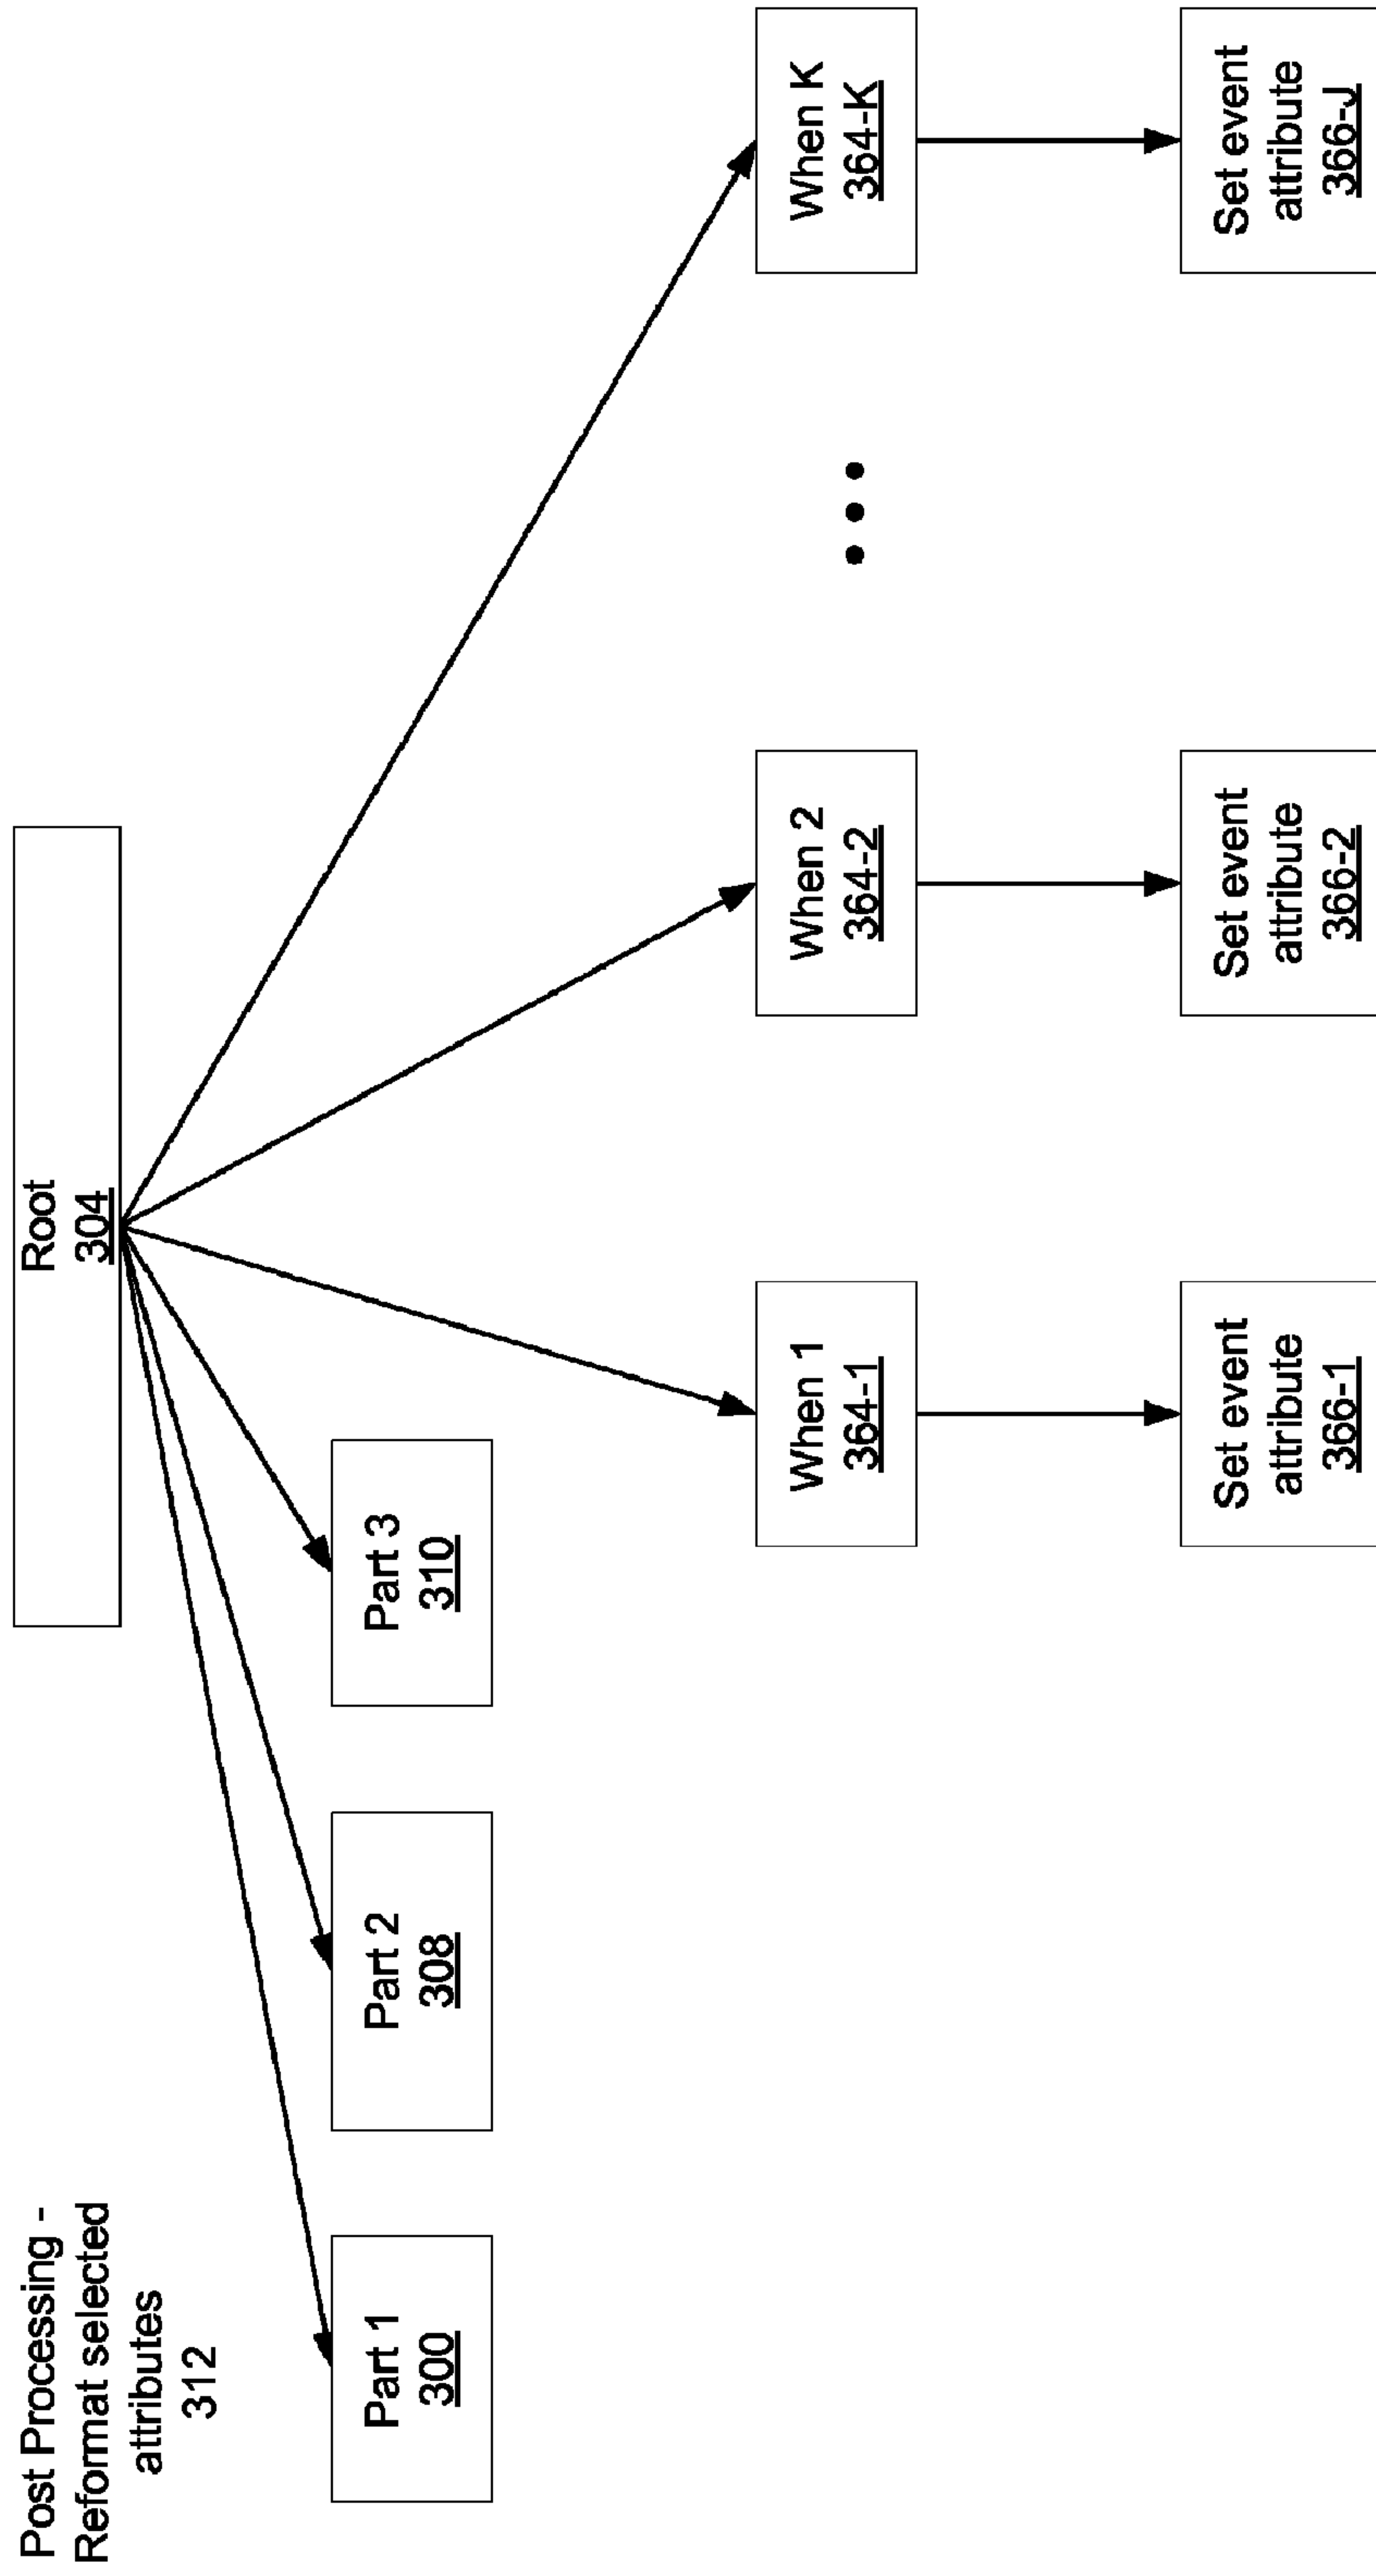 Post Processing -
Reformat selected
attributes
312
Root
304
Part 1
300
Part 2
308
Part 3
310
When 1
364-1
When 2
364-2
When K
364-K
Set event
attribute
366-1
Set event
attribute
366-2
Set event
attribute
366-J